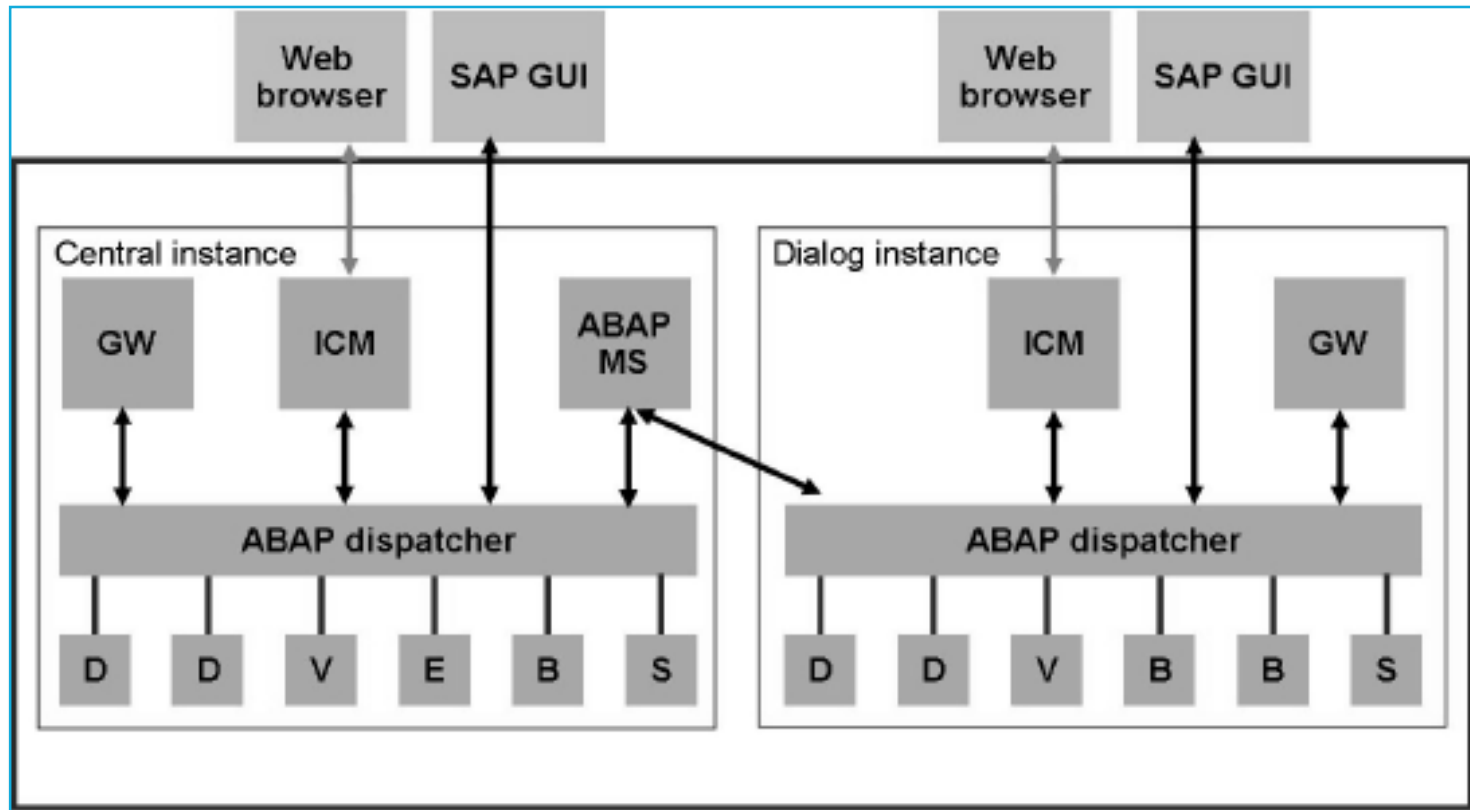 Web
browser
SAP GUI
Web
browser
SAP GUI
Central instance
GW
ICM
ABAP
MS
ABAP dispatcher
D
D
V
E
B
S
Dialog instance
ICM
GW
ABAP dispatcher
D
D
V
B
B
S